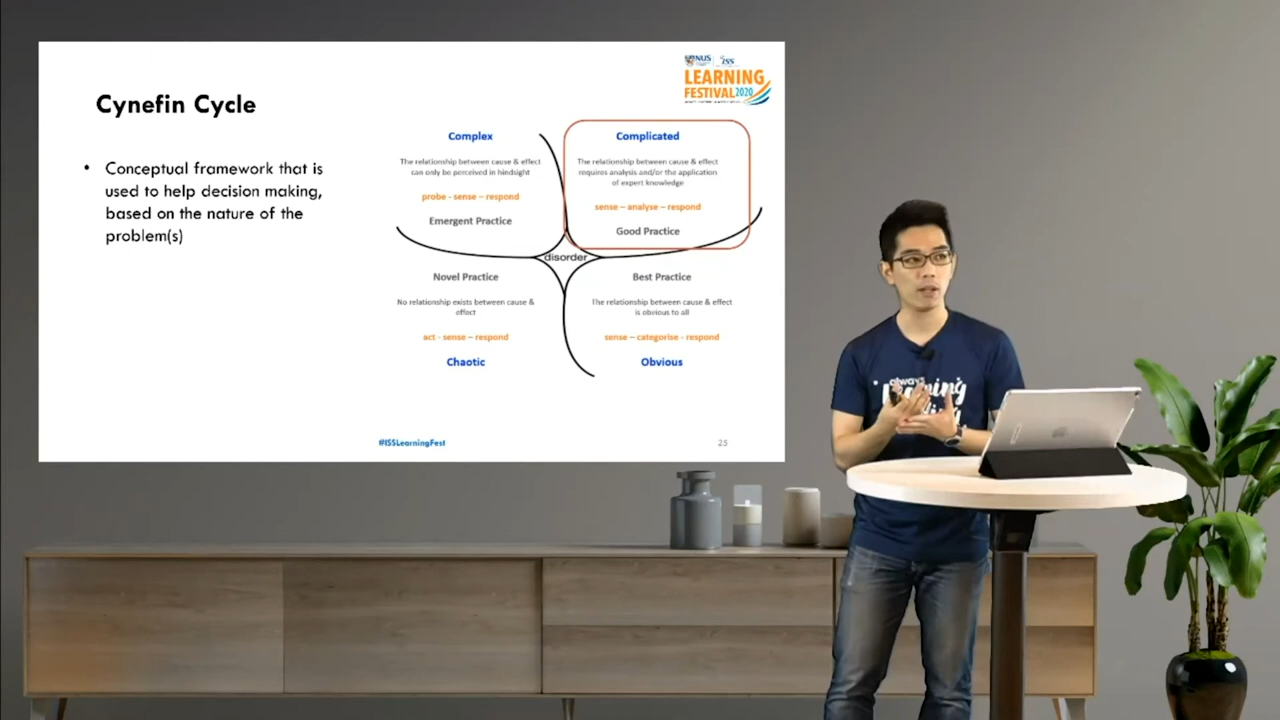 NUS
ISS
LEARNING
FESTIVAL 2020
Cynefin Cycle
• Conceptual framework that is
used to help decision making,
based on the nature of the
problem(s)
Complex
The relationship between cause & effect
can only be perceived in hindsight
probe - sense – respond
Emergent Practice
Complicated
The relationship between cause & effect
requires analysis and/or the application
of expert knowledge
sense – analyse – respond
Good Practice
disorder
Novel Practice
No relationship exists between cause &
effect
act - sense – respond
Chaotic
Best Practice
The relationship between cause & effect
is obvious to all
sense – categorise - respond
Obvious
#ISSLearningFest
25
always
learning